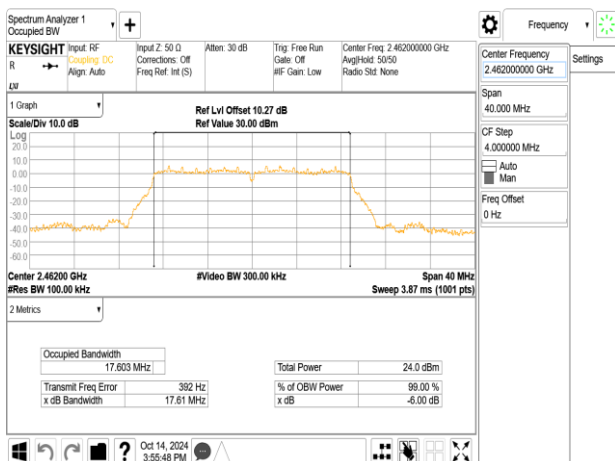 Spectrum Analyzer 1
Occupied BW
+
Frequency
KEYSIGHT
R
LXI
Input: RF
Coupling: DC
Align: Auto
Input Z: 50 Ω
Corrections: Off
Freq Ref: Int (S)
Atten: 30 dB
Trig: Free Run
Gate: Off
#IF Gain: Low
Center Freq: 2.462000000 GHz
Avg|Hold: 50/50
Radio Std: None
Center Frequency
2.462000000 GHz
Settings
Span
40.000 MHz
CF Step
4.000000 MHz
Auto
Man
Freq Offset
0 Hz
1 Graph
Scale/Div 10.0 dB
Ref Lvl Offset 10.27 dB
Ref Value 30.00 dBm
Log
20.0
10.0
0.00
-10.0
-20.0
-30.0
-40.0
-50.0
-60.0
Center 2.46200 GHz
#Video BW 300.00 kHz
Span 40 MHz
#Res BW 100.00 kHz
Sweep 3.87 ms (1001 pts)
2 Metrics
Occupied Bandwidth
17.603 MHz
Total Power 24.0 dBm
Transmit Freq Error 392 Hz
% of OBW Power 99.00 %
x dB Bandwidth 17.61 MHz
x dB -6.00 dB
?
Oct 14, 2024
3:55:48 PM